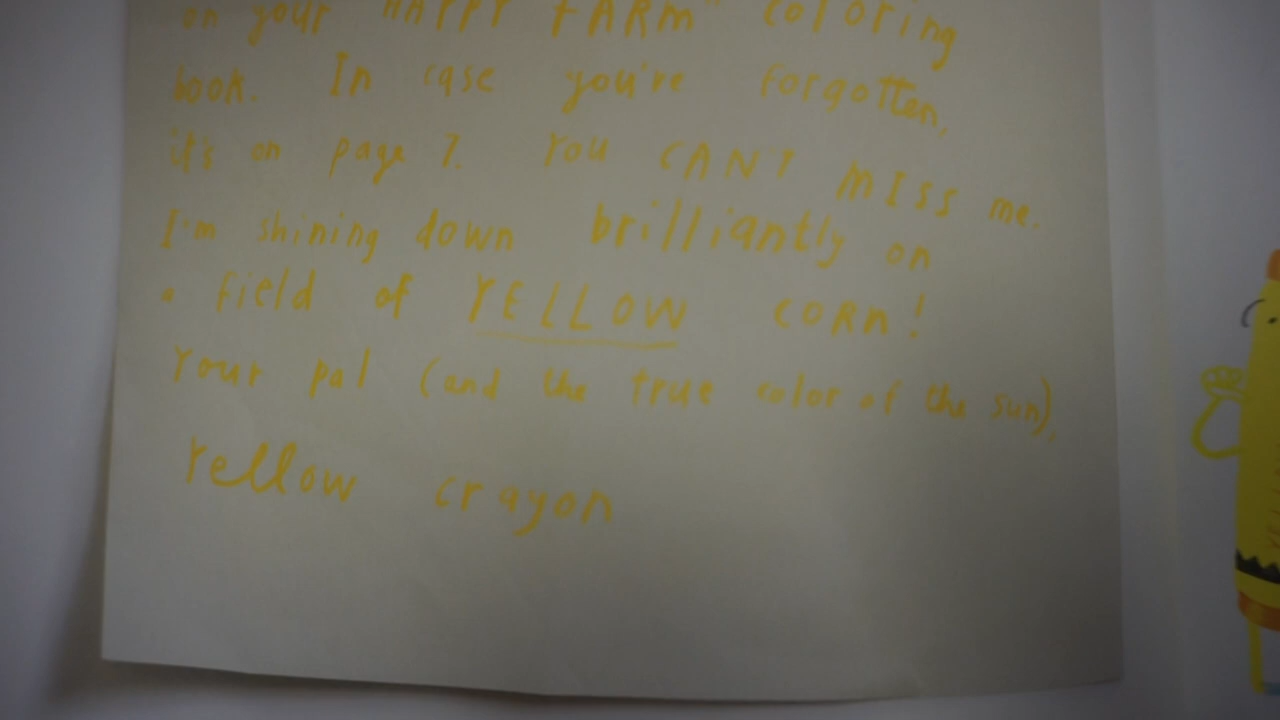 on your "HAPPY FARM" coloring
book. In case you're forgotten,
it's on page 7. You CAN'T MISS me.
I'm shining down brilliantly on
a field of YELLOW CORN!
Your pal (and the true color of the sun),
Yellow crayon